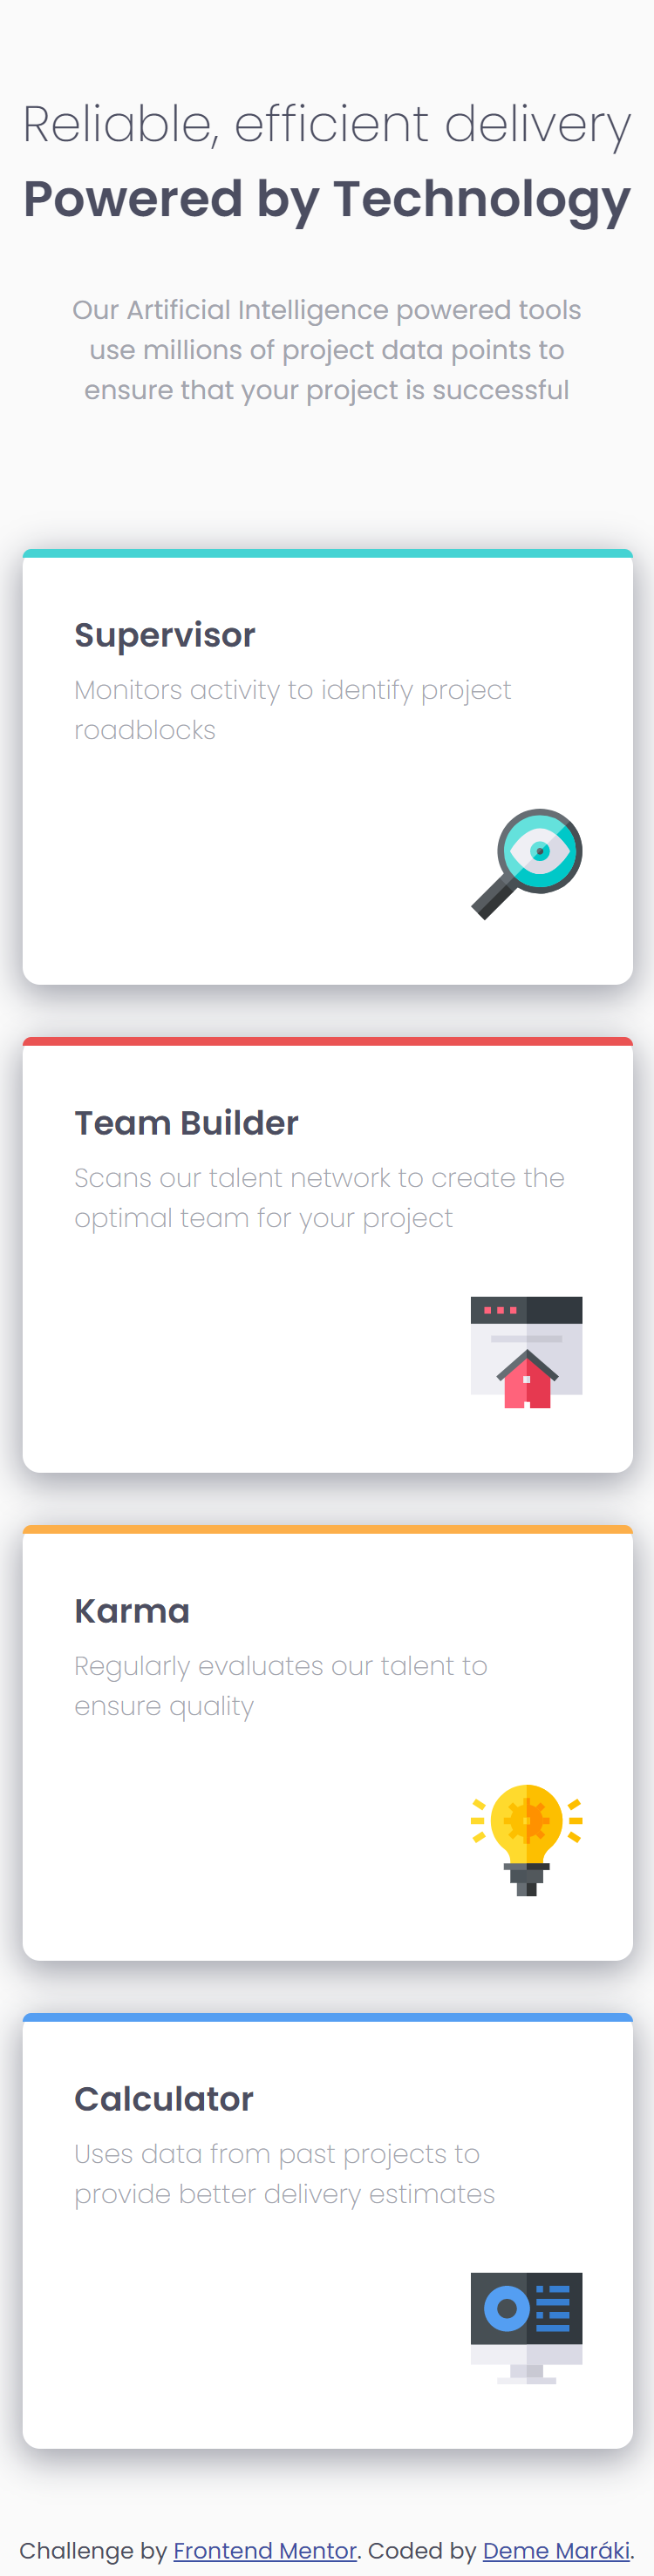 Reliable, efficient delivery
Powered by Technology
Our Artificial Intelligence powered tools
use millions of project data points to
ensure that your project is successful
Supervisor
Monitors activity to identify project
roadblocks
Team Builder
Scans our talent network to create the
optimal team for your project
Karma
Regularly evaluates our talent to
ensure quality
Calculator
Uses data from past projects to
provide better delivery estimates
Challenge by Frontend Mentor. Coded by Deme Maráki.